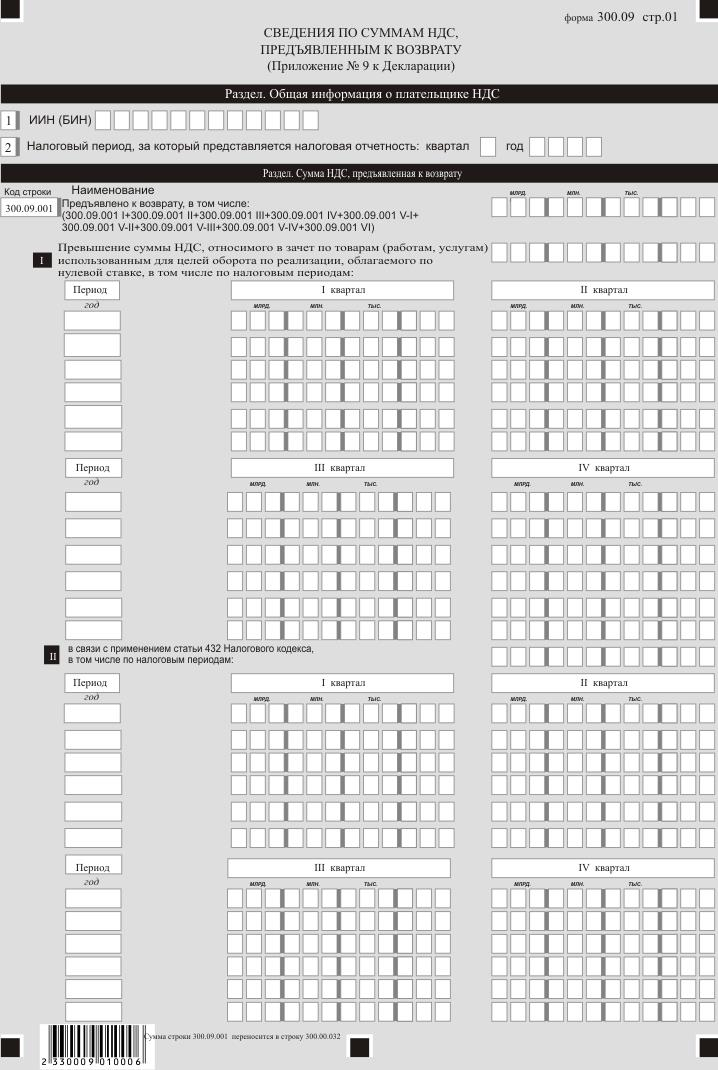 форма 300.09 стр.01
СВЕДЕНИЯ ПО СУММАМ НДС,
ПРЕДЪЯВЛЕННЫМ К ВОЗВРАТУ
(Приложение № 9 к Декларации)
Раздел. Общая информация о плательщике НДС
1 ИИН (БИН)
2 Налоговый период, за который представляется налоговая отчетность: квартал год
Раздел. Сумма НДС, предъявленная к возврату
Код строки Наименование МЛРД. МЛН. ТЫС.
300.09.001 Предъявлено к возврату, в том числе:
(300.09.001 I+300.09.001 II+300.09.001 III+300.09.001 IV+300.09.001 V-I+
300.09.001 V-II+300.09.001 V-III+300.09.001 V-IV+300.09.001 VI)
Превышение суммы НДС, относимого в зачет по товарам (работам, услугам)
I использованным для целей оборота по реализации, облагаемого по
нулевой ставке, в том числе по налоговым периодам:
Период I квартал II квартал
год МЛРД. МЛН. ТЫС. МЛРД. МЛН. ТЫС.
Период III квартал IV квартал
год МЛРД. МЛН. ТЫС. МЛРД. МЛН. ТЫС.
II в связи с применением статьи 432 Налогового кодекса,
в том числе по налоговым периодам:
Период I квартал II квартал
год МЛРД. МЛН. ТЫС. МЛРД. МЛН. ТЫС.
Период III квартал IV квартал
год МЛРД. МЛН. ТЫС. МЛРД. МЛН. ТЫС.
Сумма строки 300.09.001 переносится в строку 300.00.032
2 330009 010006